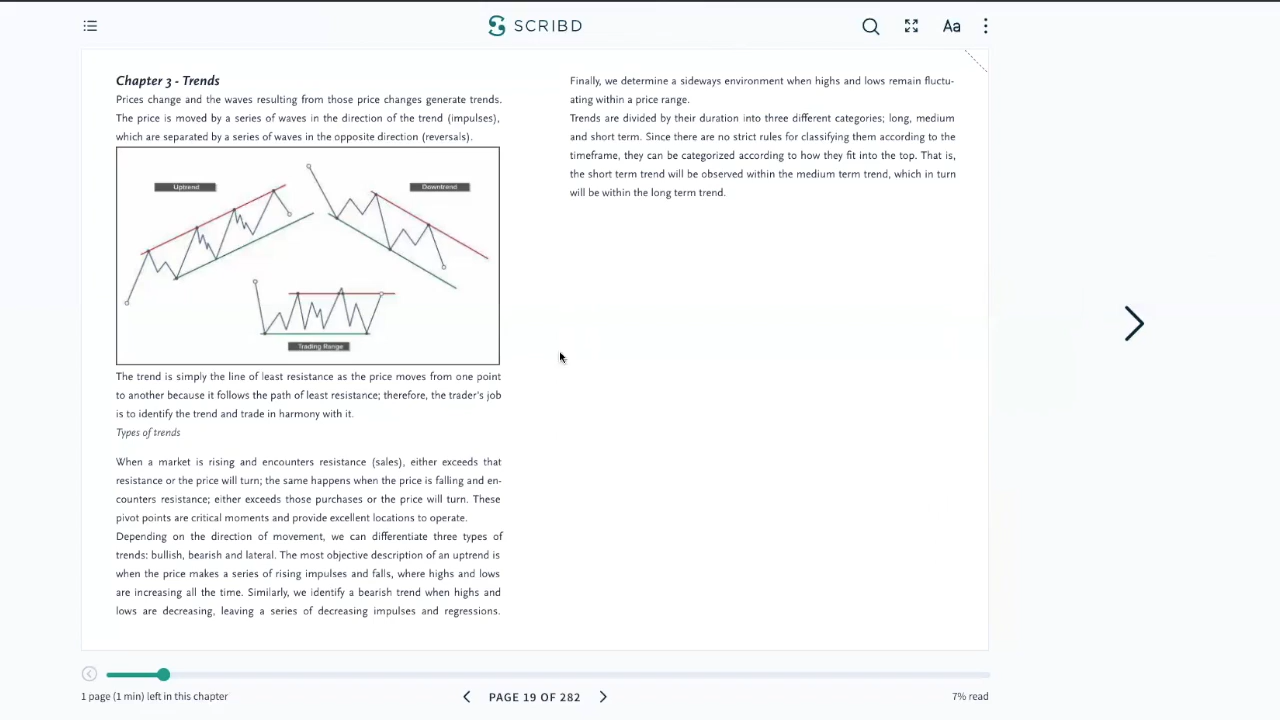 SCRIBD
Aa
Chapter 3 - Trends
Prices change and the waves resulting from those price changes generate trends.
The price is moved by a series of waves in the direction of the trend (impulses),
which are separated by a series of waves in the opposite direction (reversals).
Uptrend
Downtrend
Trading Range
The trend is simply the line of least resistance as the price moves from one point
to another because it follows the path of least resistance; therefore, the trader's job
is to identify the trend and trade in harmony with it.
Types of trends
When a market is rising and encounters resistance (sales), either exceeds that
resistance or the price will turn; the same happens when the price is falling and en-
counters resistance; either exceeds those purchases or the price will turn. These
pivot points are critical moments and provide excellent locations to operate.
Depending on the direction of movement, we can differentiate three types of
trends: bullish, bearish and lateral. The most objective description of an uptrend is
when the price makes a series of rising impulses and falls, where highs and lows
are increasing all the time. Similarly, we identify a bearish trend when highs and
lows are decreasing, leaving a series of decreasing impulses and regressions.
Finally, we determine a sideways environment when highs and lows remain fluctu-
ating within a price range.
Trends are divided by their duration into three different categories; long, medium
and short term. Since there are no strict rules for classifying them according to the
timeframe, they can be categorized according to how they fit into the top. That is,
the short term trend will be observed within the medium term trend, which in turn
will be within the long term trend.
1 page (1 min) left in this chapter
PAGE 19 OF 282
7% read